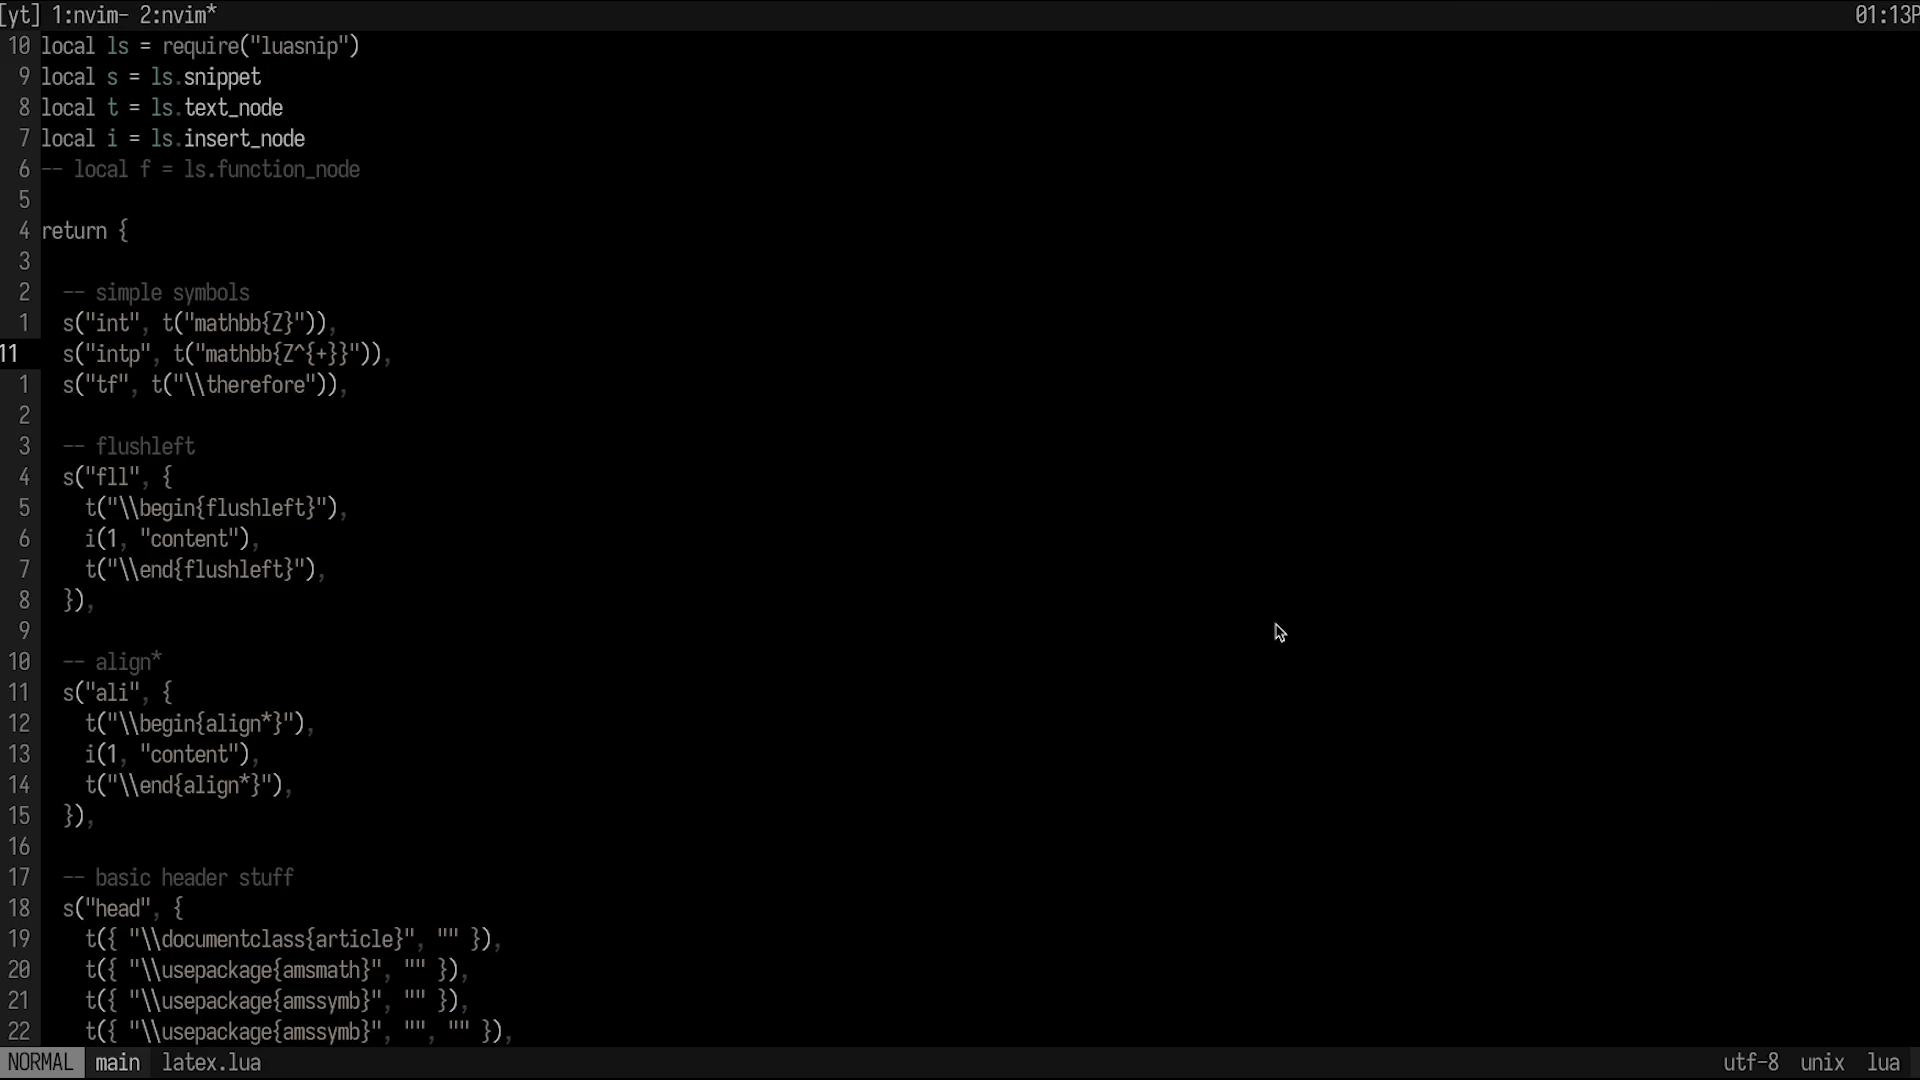 [yt] 1:nvim- 2:nvim* 01:13P
10 local ls = require("luasnip")
9 local s = ls.snippet
8 local t = ls.text_node
7 local i = ls.insert_node
6 -- local f = ls.function_node
5
4 return {
3
2 -- simple symbols
1 s("int", t("mathbb{Z}")),
11 s("intp", t("mathbb{Z^{+}}")),
1 s("tf", t("\\therefore")),
2
3 -- flushleft
4 s("fll", {
5 t("\\begin{flushleft}"),
6 i(1, "content"),
7 t("\\end{flushleft}"),
8 }),
9
10 -- align*
11 s("ali", {
12 t("\\begin{align*}"),
13 i(1, "content"),
14 t("\\end{align*}"),
15 }),
16
17 -- basic header stuff
18 s("head", {
19 t({ "\\documentclass{article}", "" }),
20 t({ "\\usepackage{amsmath}", "" }),
21 t({ "\\usepackage{amssymb}", "" }),
22 t({ "\\usepackage{amssymb}", "", "" }),
NORMAL main latex.lua utf-8 unix lua